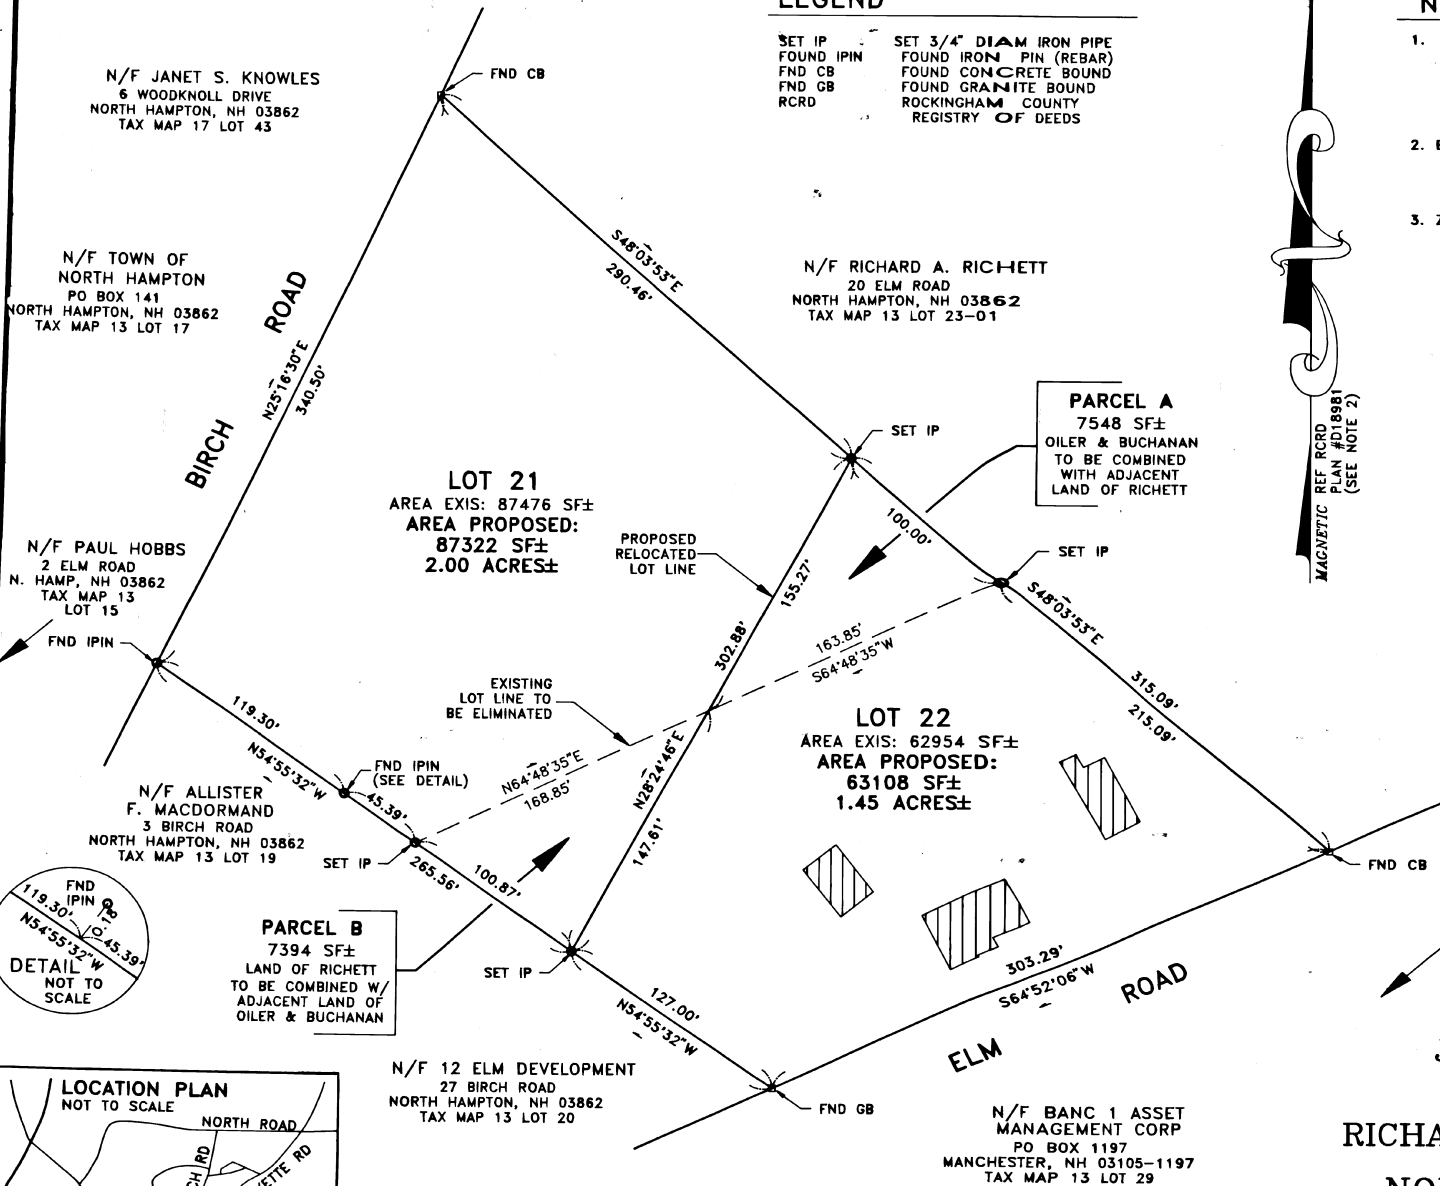 LEGEND
SET IP SET 3/4" DIAM IRON PIPE
FOUND IPIN FOUND IRON PIN (REBAR)
FND CB FOUND CONCRETE BOUND
FND GB FOUND GRANITE BOUND
RCRD ROCKINGHAM COUNTY
REGISTRY OF DEEDS
N
1.
2.
3.
N/F JANET S. KNOWLES
6 WOODKNOLL DRIVE
NORTH HAMPTON, NH 03862
TAX MAP 17 LOT 43
FND CB
N/F TOWN OF
NORTH HAMPTON
PO BOX 141
NORTH HAMPTON, NH 03862
TAX MAP 13 LOT 17
BIRCH ROAD
N25°16'30"E
340.50'
S48°03'53"E
290.46'
N/F RICHARD A. RICHETT
20 ELM ROAD
NORTH HAMPTON, NH 03862
TAX MAP 13 LOT 23-01
MAGNETIC
REF RCRD
PLAN #D18981
(SEE NOTE 2)
PARCEL A
7548 SF±
OILER & BUCHANAN
TO BE COMBINED
WITH ADJACENT
LAND OF RICHETT
SET IP
100.00'
SET IP
LOT 21
AREA EXIS: 87476 SF±
AREA PROPOSED:
87322 SF±
2.00 ACRES±
PROPOSED
RELOCATED
LOT LINE
155.27'
302.88'
163.85'
S64°48'35"W
S48°03'53"E
315.09'
215.09'
N/F PAUL HOBBS
2 ELM ROAD
N. HAMP, NH 03862
TAX MAP 13
LOT 15
FND IPIN
119.30'
N54°55'32"W
EXISTING
LOT LINE TO
BE ELIMINATED
FND IPIN
(SEE DETAIL)
45.39'
N64°48'35"E
168.85'
N28°24'46"E
147.61'
LOT 22
AREA EXIS: 62954 SF±
AREA PROPOSED:
63108 SF±
1.45 ACRES±
N/F ALLISTER
F. MACDORMAND
3 BIRCH ROAD
NORTH HAMPTON, NH 03862
TAX MAP 13 LOT 19
SET IP
265.56'
100.87'
FND CB
FND
IPIN
119.30'
0.18
N54°55'32"W
45.39'
DETAIL
NOT TO
SCALE
PARCEL B
7394 SF±
LAND OF RICHETT
TO BE COMBINED W/
ADJACENT LAND OF
OILER & BUCHANAN
SET IP
127.00'
N54°55'32"W
303.29'
S64°52'06"W
ELM ROAD
N/F 12 ELM DEVELOPMENT
27 BIRCH ROAD
NORTH HAMPTON, NH 03862
TAX MAP 13 LOT 20
FND GB
N/F BANC 1 ASSET
MANAGEMENT CORP
PO BOX 1197
MANCHESTER, NH 03105-1197
TAX MAP 13 LOT 29
RICHA
LOCATION PLAN
NOT TO SCALE
NORTH ROAD
CH RD
ETTE RD